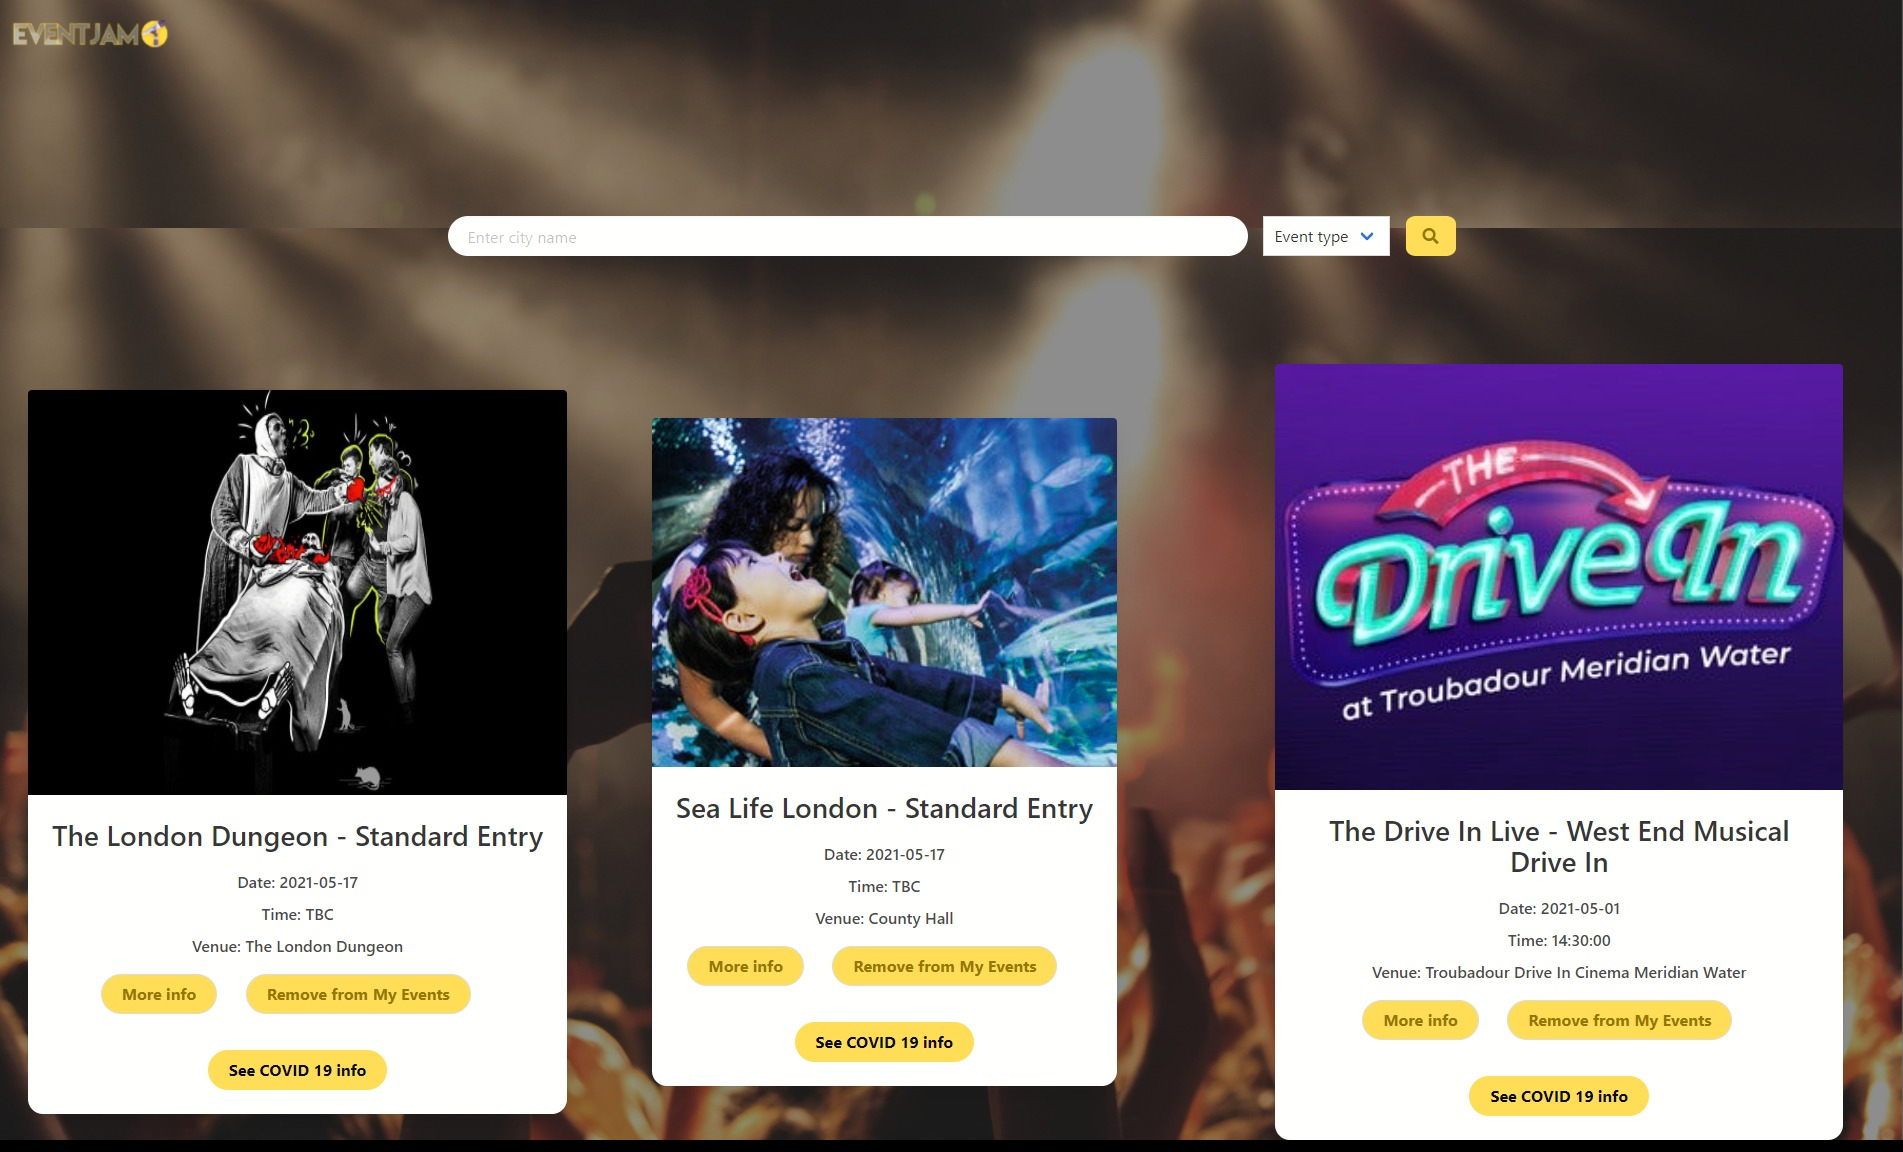 EVENTJAM
Enter city name
Event type
THE
Drive In
at Troubadour Meridian Water
The London Dungeon - Standard Entry
Date: 2021-05-17
Time: TBC
Venue: The London Dungeon
More info
Remove from My Events
See COVID 19 info
Sea Life London - Standard Entry
Date: 2021-05-17
Time: TBC
Venue: County Hall
More info
Remove from My Events
See COVID 19 info
The Drive In Live - West End Musical
Drive In
Date: 2021-05-01
Time: 14:30:00
Venue: Troubadour Drive In Cinema Meridian Water
More info
Remove from My Events
See COVID 19 info